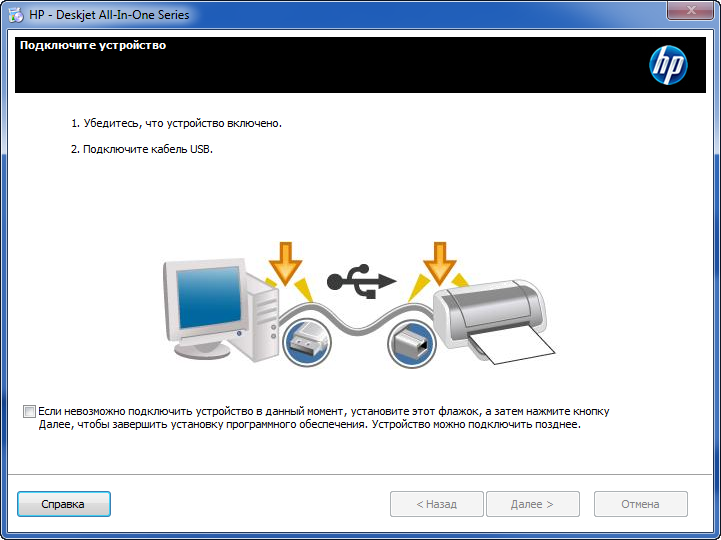 HP - Deskjet All-In-One Series
Подключите устройство
hp
1. Убедитесь, что устройство включено.
2. Подключите кабель USB.
Если невозможно подключить устройство в данный момент, установите этот флажок, а затем нажмите кнопку
Далее, чтобы завершить установку программного обеспечения. Устройство можно подключить позднее.
Справка
< Назад
Далее >
Отмена